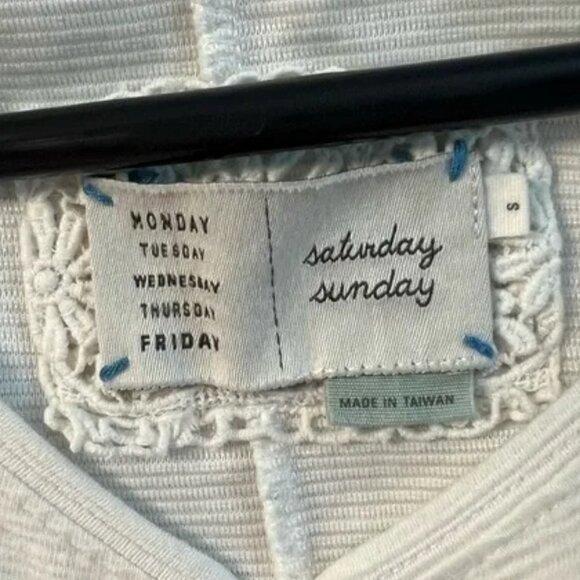 MONDAY
TUESDAY
WEDNESDAY
THURSDAY
FRIDAY
saturday
sunday
S
MADE IN TAIWAN